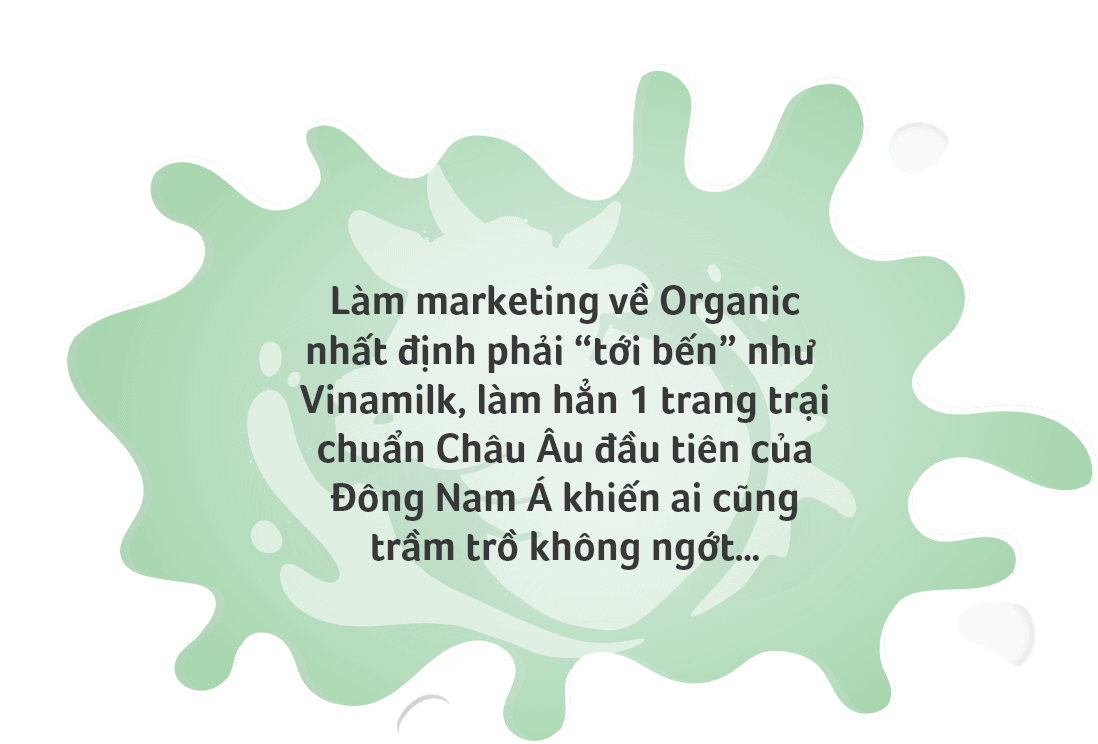 Làm marketing về Organic
nhất định phải “tới bến” như
Vinamilk, làm hẳn 1 trang trại
chuẩn Châu Âu đầu tiên của
Đông Nam Á khiến ai cũng
trầm trồ không ngớt...